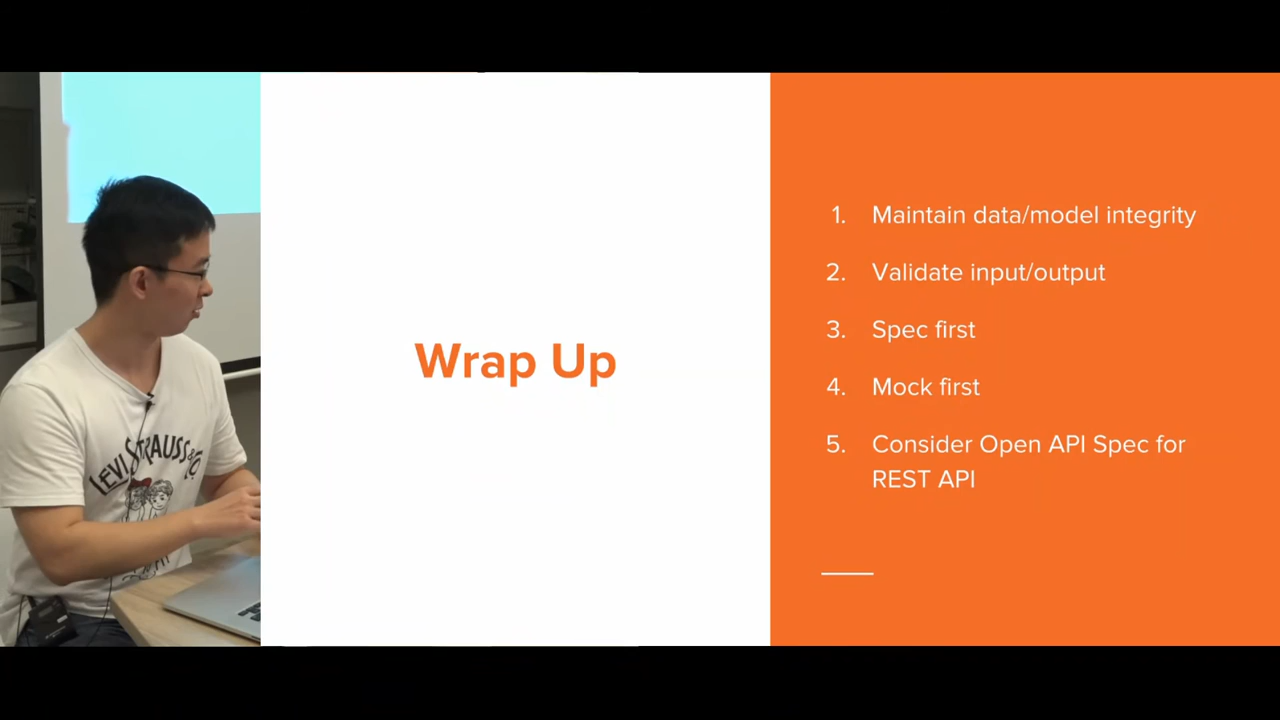 LEVI STRAUSS & CO
Wrap Up
1. Maintain data/model integrity
2. Validate input/output
3. Spec first
4. Mock first
5. Consider Open API Spec for
REST API